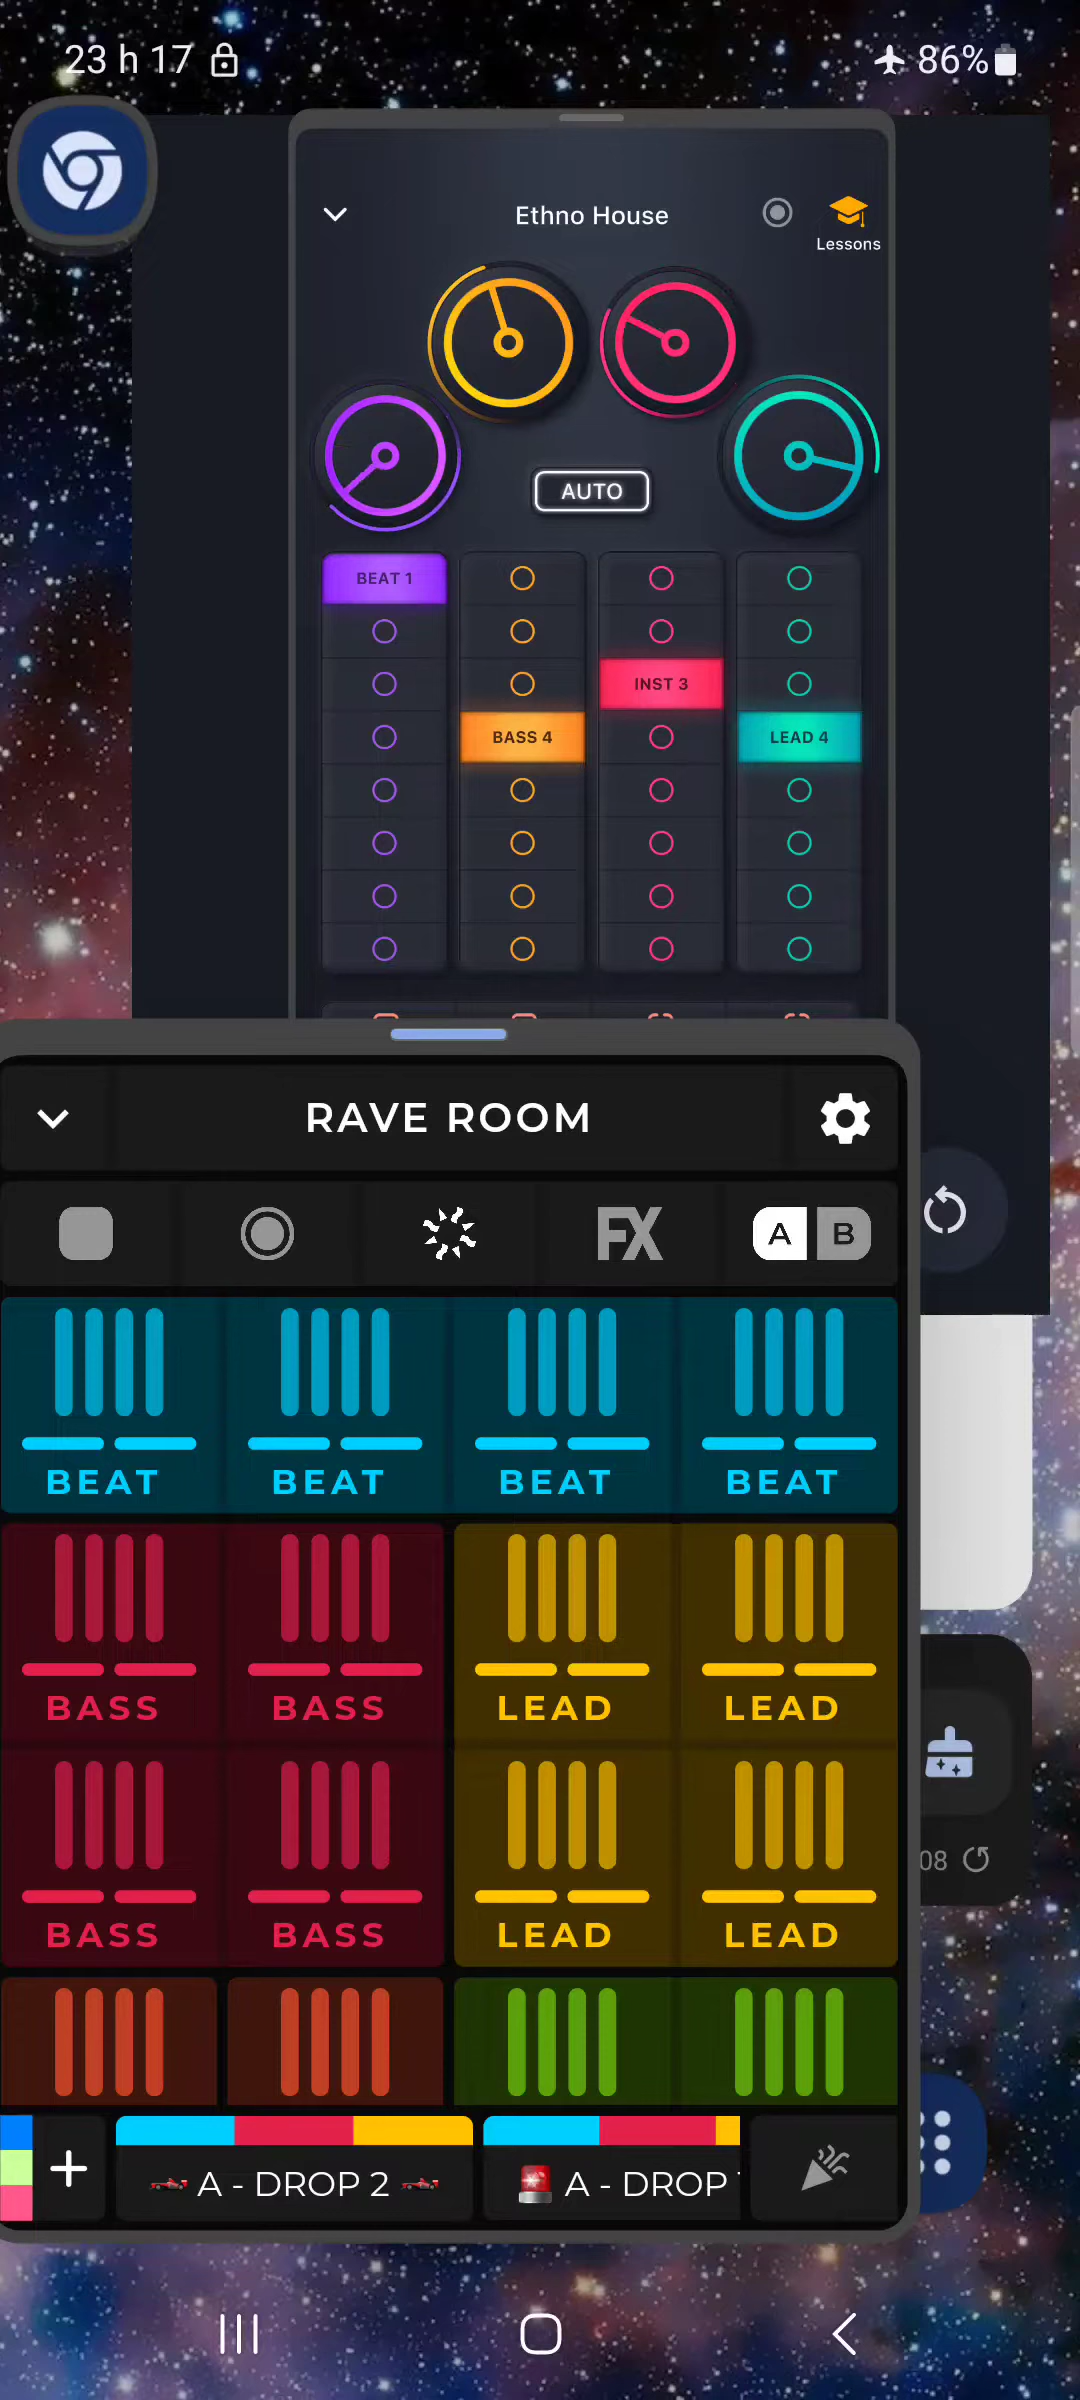 23 h 17
86%
Ethno House
Lessons
AUTO
BEAT 1
INST 3
BASS 4
LEAD 4
RAVE ROOM
FX
A B
BEAT BEAT BEAT BEAT
BASS BASS LEAD LEAD
BASS BASS LEAD LEAD
08
A - DROP 2
A - DROP